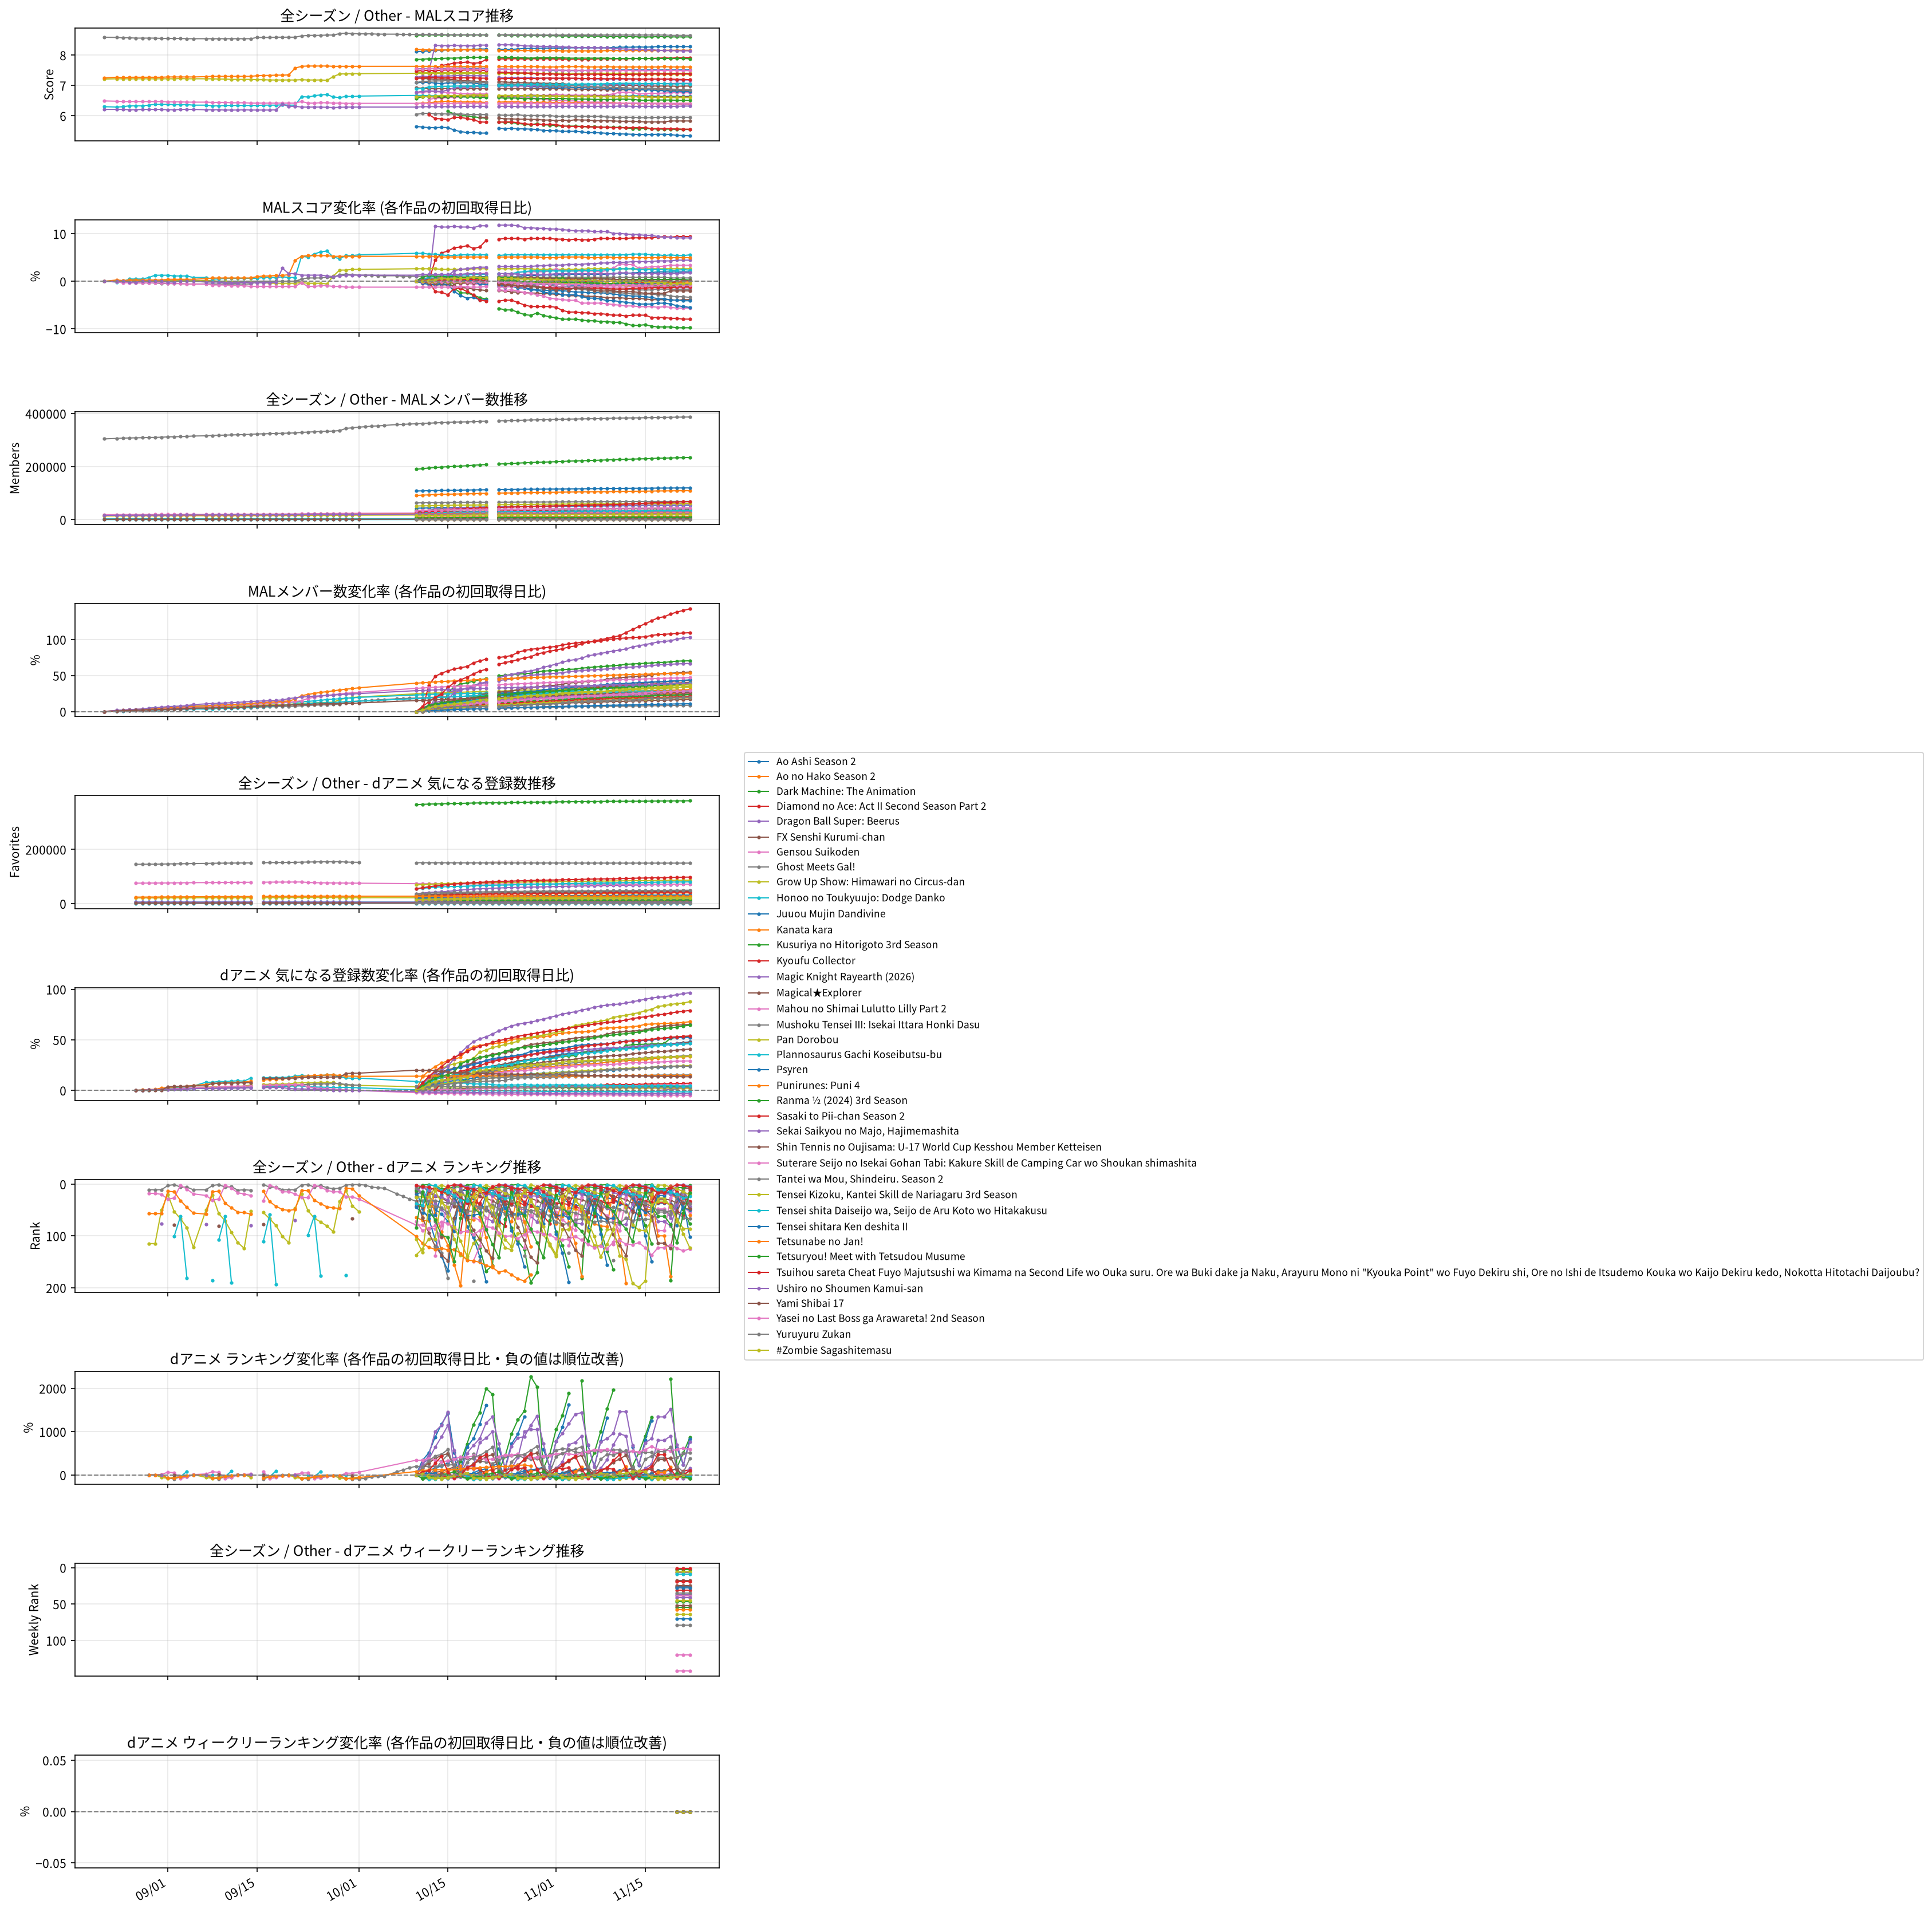 全シーズン / Other - MALスコア推移
Score
8
7
6
MALスコア変化率 (各作品の初回取得日比)
%
10
0
−10
全シーズン / Other - MALメンバー数推移
Members
400000
200000
0
MALメンバー数変化率 (各作品の初回取得日比)
%
100
50
0
全シーズン / Other - dアニメ 気になる登録数推移
Favorites
200000
0
dアニメ 気になる登録数変化率 (各作品の初回取得日比)
%
100
50
0
全シーズン / Other - dアニメ ランキング推移
Rank
0
100
200
dアニメ ランキング変化率 (各作品の初回取得日比・負の値は順位改善)
%
2000
1000
0
全シーズン / Other - dアニメ ウィークリーランキング推移
Weekly Rank
0
50
100
dアニメ ウィークリーランキング変化率 (各作品の初回取得日比・負の値は順位改善)
%
0.05
0.00
−0.05
09/01
09/15
10/01
10/15
11/01
11/15
Ao Ashi Season 2
Ao no Hako Season 2
Dark Machine: The Animation
Diamond no Ace: Act II Second Season Part 2
Dragon Ball Super: Beerus
FX Senshi Kurumi-chan
Gensou Suikoden
Ghost Meets Gal!
Grow Up Show: Himawari no Circus-dan
Honoo no Toukyuujo: Dodge Danko
Juuou Mujin Dandivine
Kanata kara
Kusuriya no Hitorigoto 3rd Season
Kyoufu Collector
Magic Knight Rayearth (2026)
Magical★Explorer
Mahou no Shimai Lulutto Lilly Part 2
Mushoku Tensei III: Isekai Ittara Honki Dasu
Pan Dorobou
Plannosaurus Gachi Koseibutsu-bu
Psyren
Punirunes: Puni 4
Ranma ½ (2024) 3rd Season
Sasaki to Pii-chan Season 2
Sekai Saikyou no Majo, Hajimemashita
Shin Tennis no Oujisama: U-17 World Cup Kesshou Member Ketteisen
Suterare Seijo no Isekai Gohan Tabi: Kakure Skill de Camping Car wo Shoukan shimashita
Tantei wa Mou, Shindeiru. Season 2
Tensei Kizoku, Kantei Skill de Nariagaru 3rd Season
Tensei shita Daiseijo wa, Seijo de Aru Koto wo Hitakakusu
Tensei shitara Ken deshita II
Tetsunabe no Jan!
Tetsuryou! Meet with Tetsudou Musume
Tsuihou sareta Cheat Fuyo Majutsushi wa Kimama na Second Life wo Ouka suru. Ore wa Buki dake ja Naku, Arayuru Mono ni "Kyouka Point" wo Fuyo Dekiru shi, Ore no Ishi de Itsudemo Kouka wo Kaijo Dekiru kedo, Nokotta Hitotachi Daijoubu?
Ushiro no Shoumen Kamui-san
Yami Shibai 17
Yasei no Last Boss ga Arawareta! 2nd Season
Yuruyuru Zukan
#Zombie Sagashitemasu